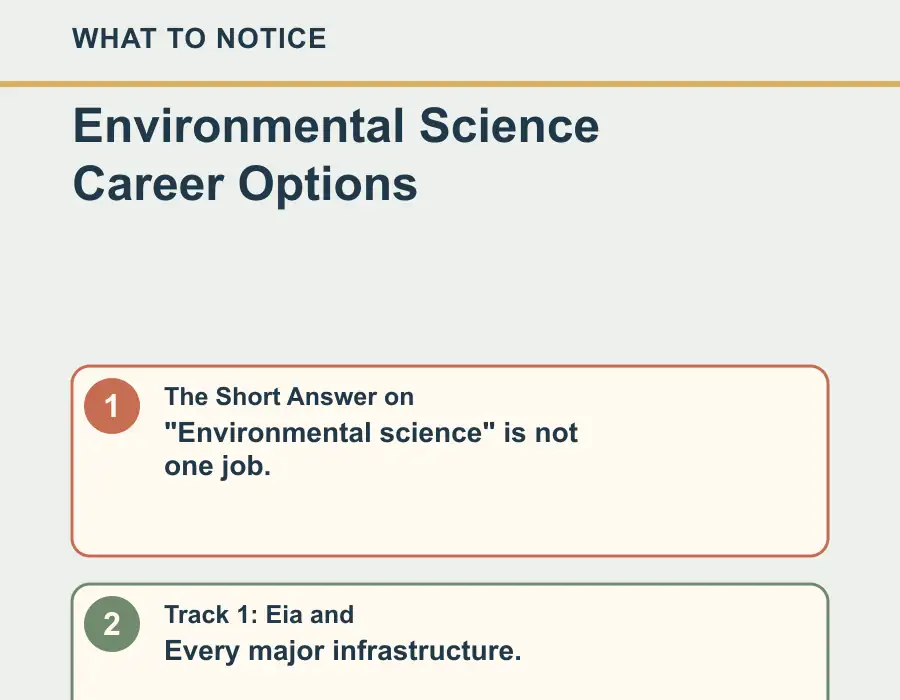 WHAT TO NOTICE
Environmental Science
Career Options
1
The Short Answer on
"Environmental science" is not
one job.
2
Track 1: Eia and
Every major infrastructure.